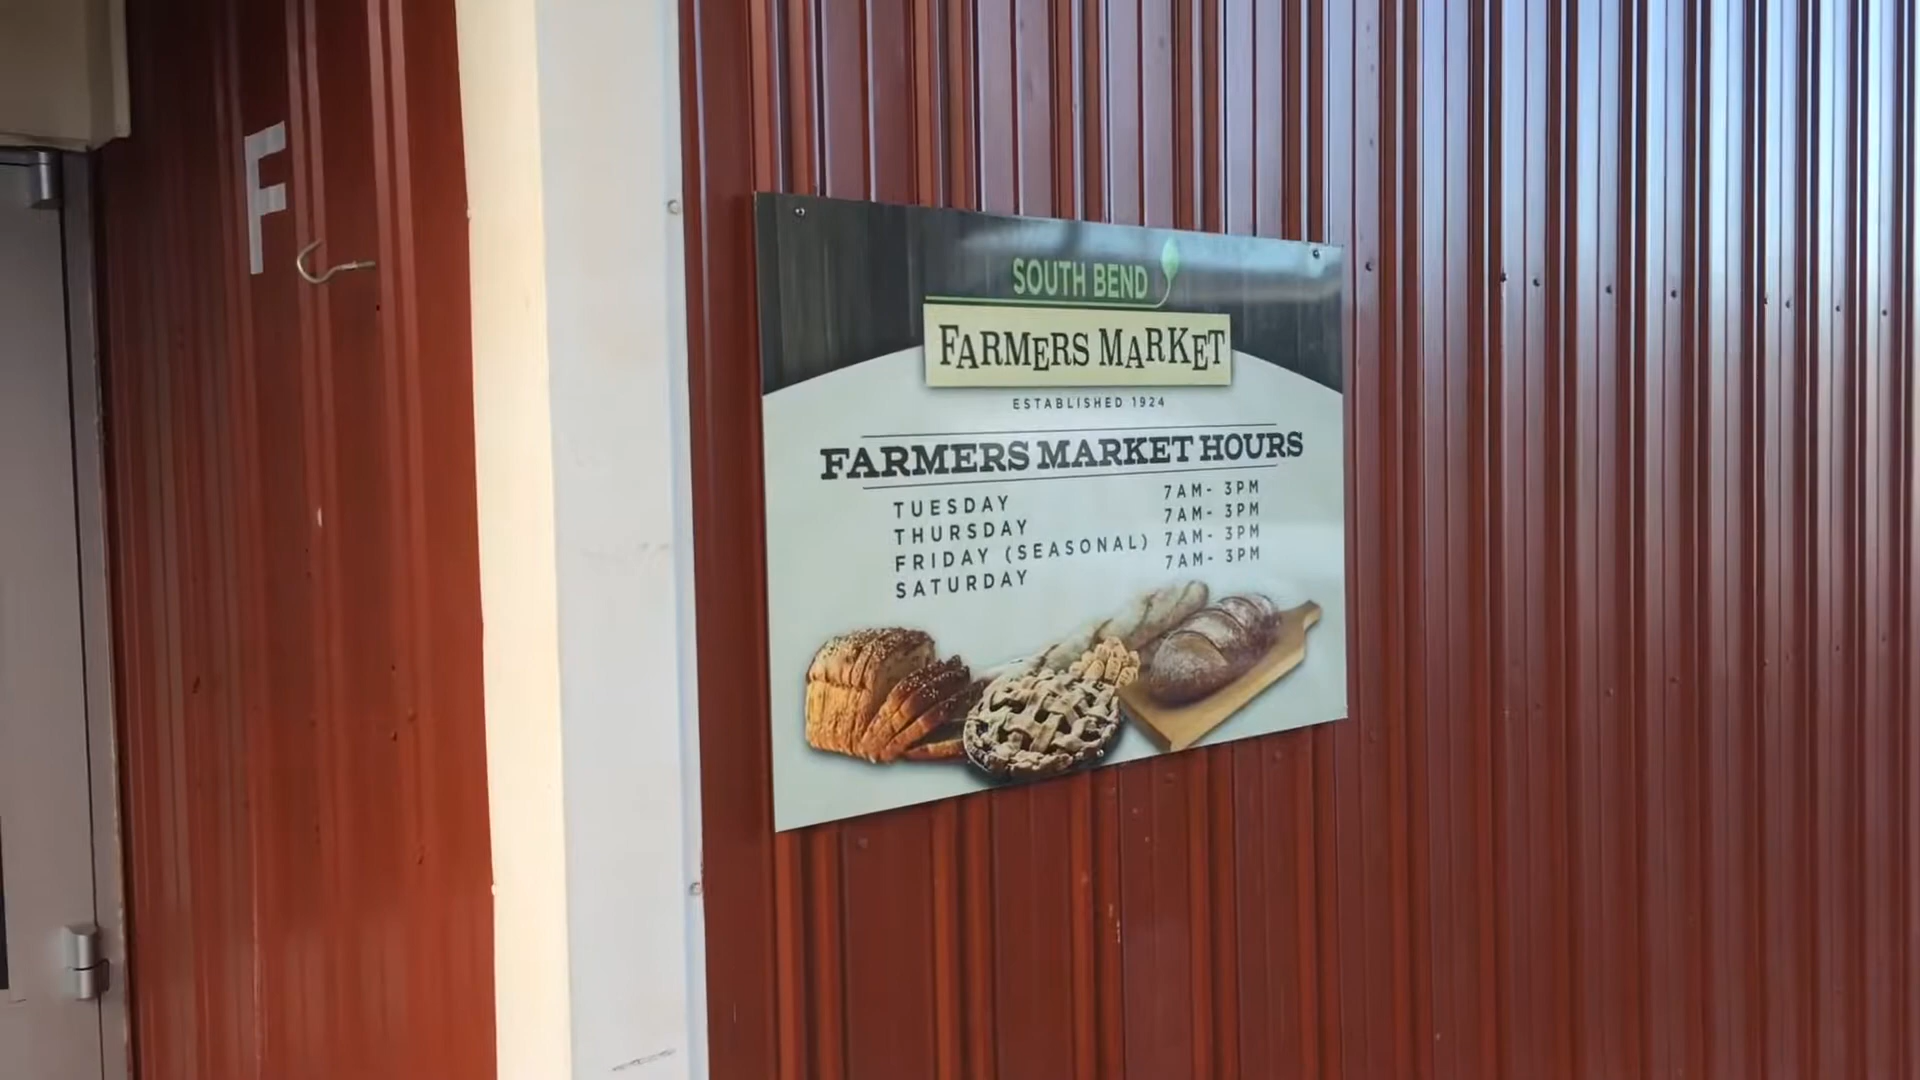 F
SOUTH BEND
FARMERS MARKET
ESTABLISHED 1924
FARMERS MARKET HOURS
TUESDAY 7AM- 3PM
THURSDAY 7AM- 3PM
FRIDAY (SEASONAL) 7AM- 3PM
SATURDAY 7AM- 3PM